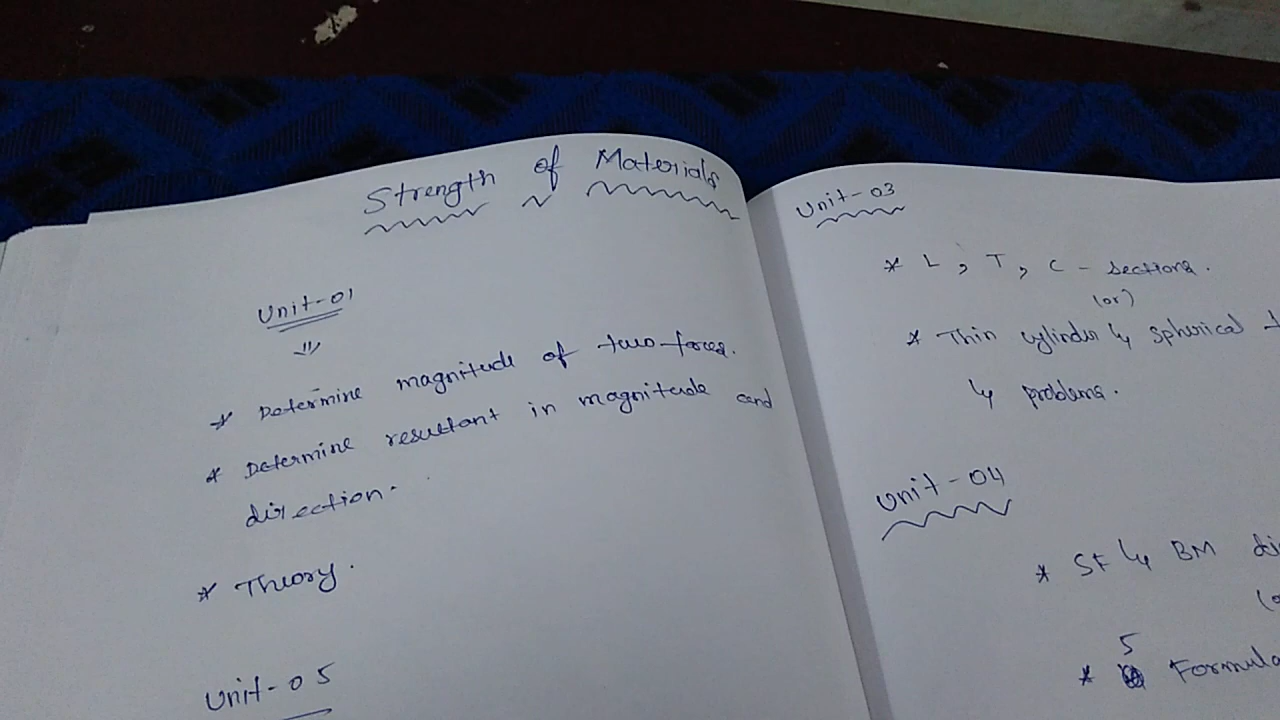 Strength of Materials
Unit-01
* Determine magnitude of two forces.
* Determine resultant in magnitude and
direction.
* Theory.
Unit-05
Unit-03
* L, T, C - sections.
(or)
* Thin cylinder & spherical
& problems.
Unit-04
* SF & BM
5
* Formula